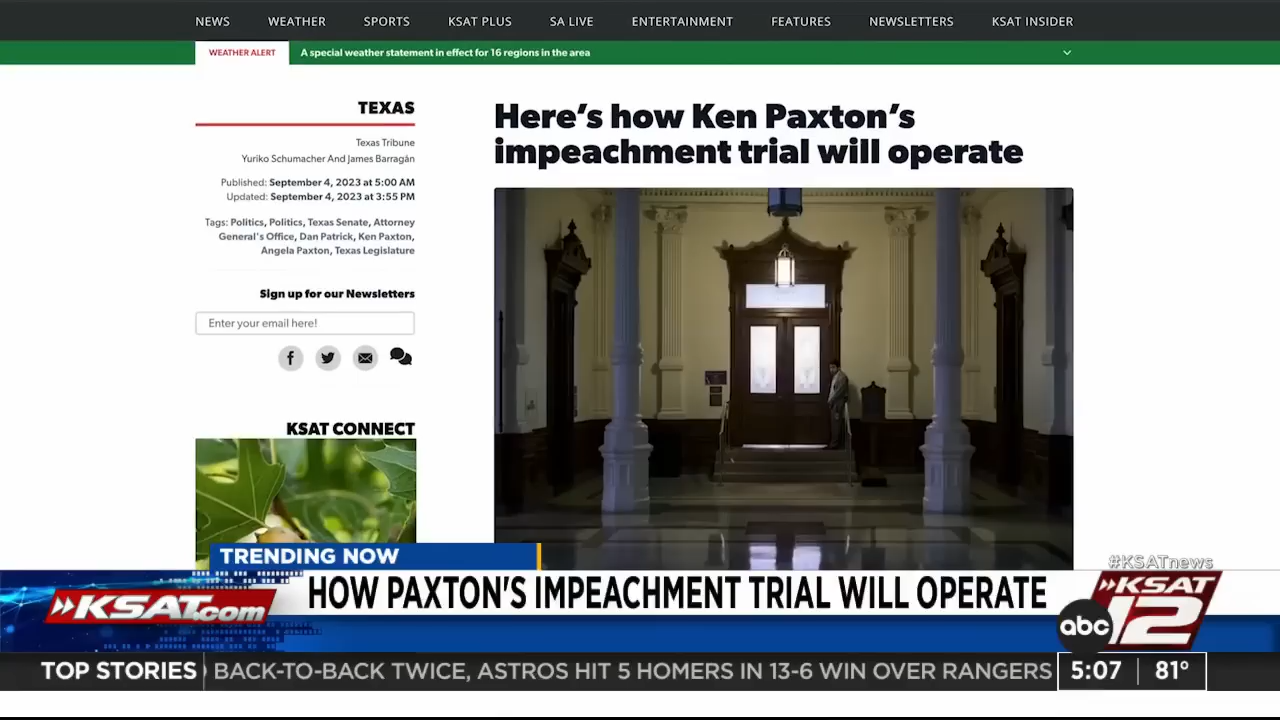 NEWS WEATHER SPORTS KSAT PLUS SA LIVE ENTERTAINMENT FEATURES NEWSLETTERS KSAT INSIDER
WEATHER ALERT A special weather statement in effect for 16 regions in the area
TEXAS
Texas Tribune
Yuriko Schumacher And James Barragán
Published: September 4, 2023 at 5:00 AM
Updated: September 4, 2023 at 3:55 PM
Tags: Politics, Politics, Texas Senate, Attorney
General's Office, Dan Patrick, Ken Paxton,
Angela Paxton, Texas Legislature
Sign up for our Newsletters
Enter your email here!
KSAT CONNECT
Here's how Ken Paxton's
impeachment trial will operate
#KSATnews
TRENDING NOW
HOW PAXTON'S IMPEACHMENT TRIAL WILL OPERATE
KSAT.com
KSAT
12
abc
TOP STORIES BACK-TO-BACK TWICE, ASTROS HIT 5 HOMERS IN 13-6 WIN OVER RANGERS 5:07 81°